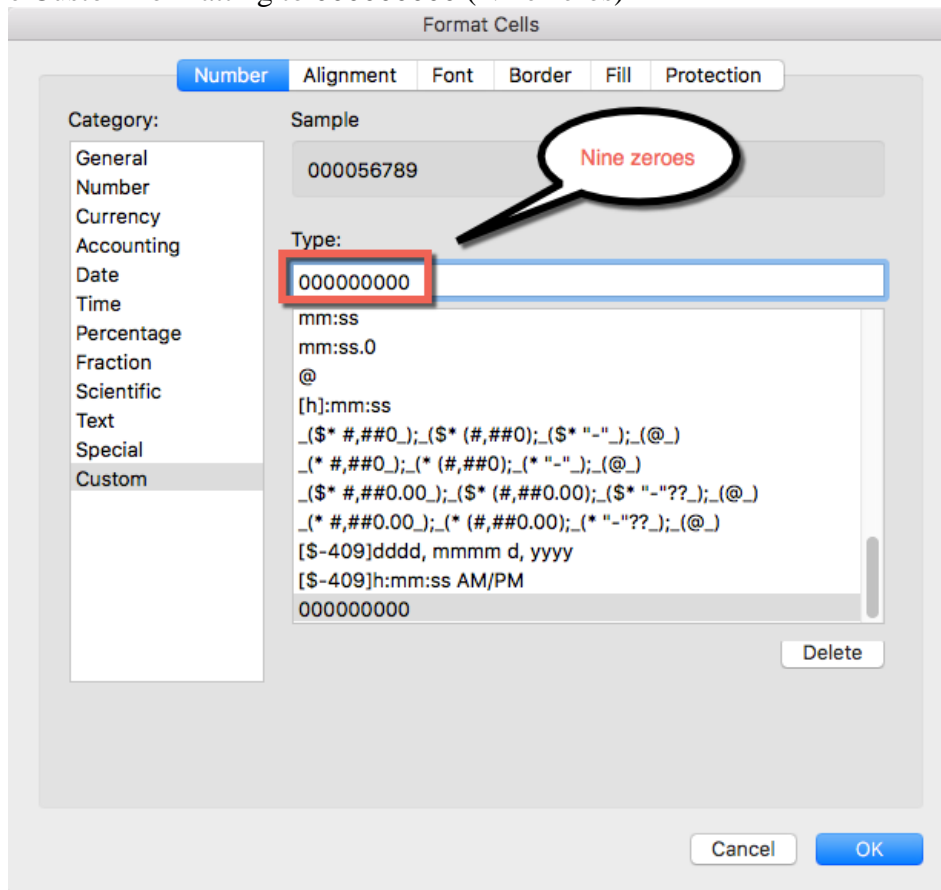 Format Cells
Number Alignment Font Border Fill Protection
Category:
General
Number
Currency
Accounting
Date
Time
Percentage
Fraction
Scientific
Text
Special
Custom
Sample
000056789
Nine zeroes
Type:
000000000
mm:ss
mm:ss.0
@
[h]:mm:ss
_($* #,##0_);_($* (#,##0);_($* "-"_);_(@_)
_(* #,##0_);_(* (#,##0);_(* "-"_);_(@_)
_($* #,##0.00_);_($* (#,##0.00);_($* "-"??_);_(@_)
_(* #,##0.00_);_(* (#,##0.00);_(* "-"??_);_(@_)
[$-409]dddd, mmmm d, yyyy
[$-409]h:mm:ss AM/PM
000000000
Delete
Cancel OK